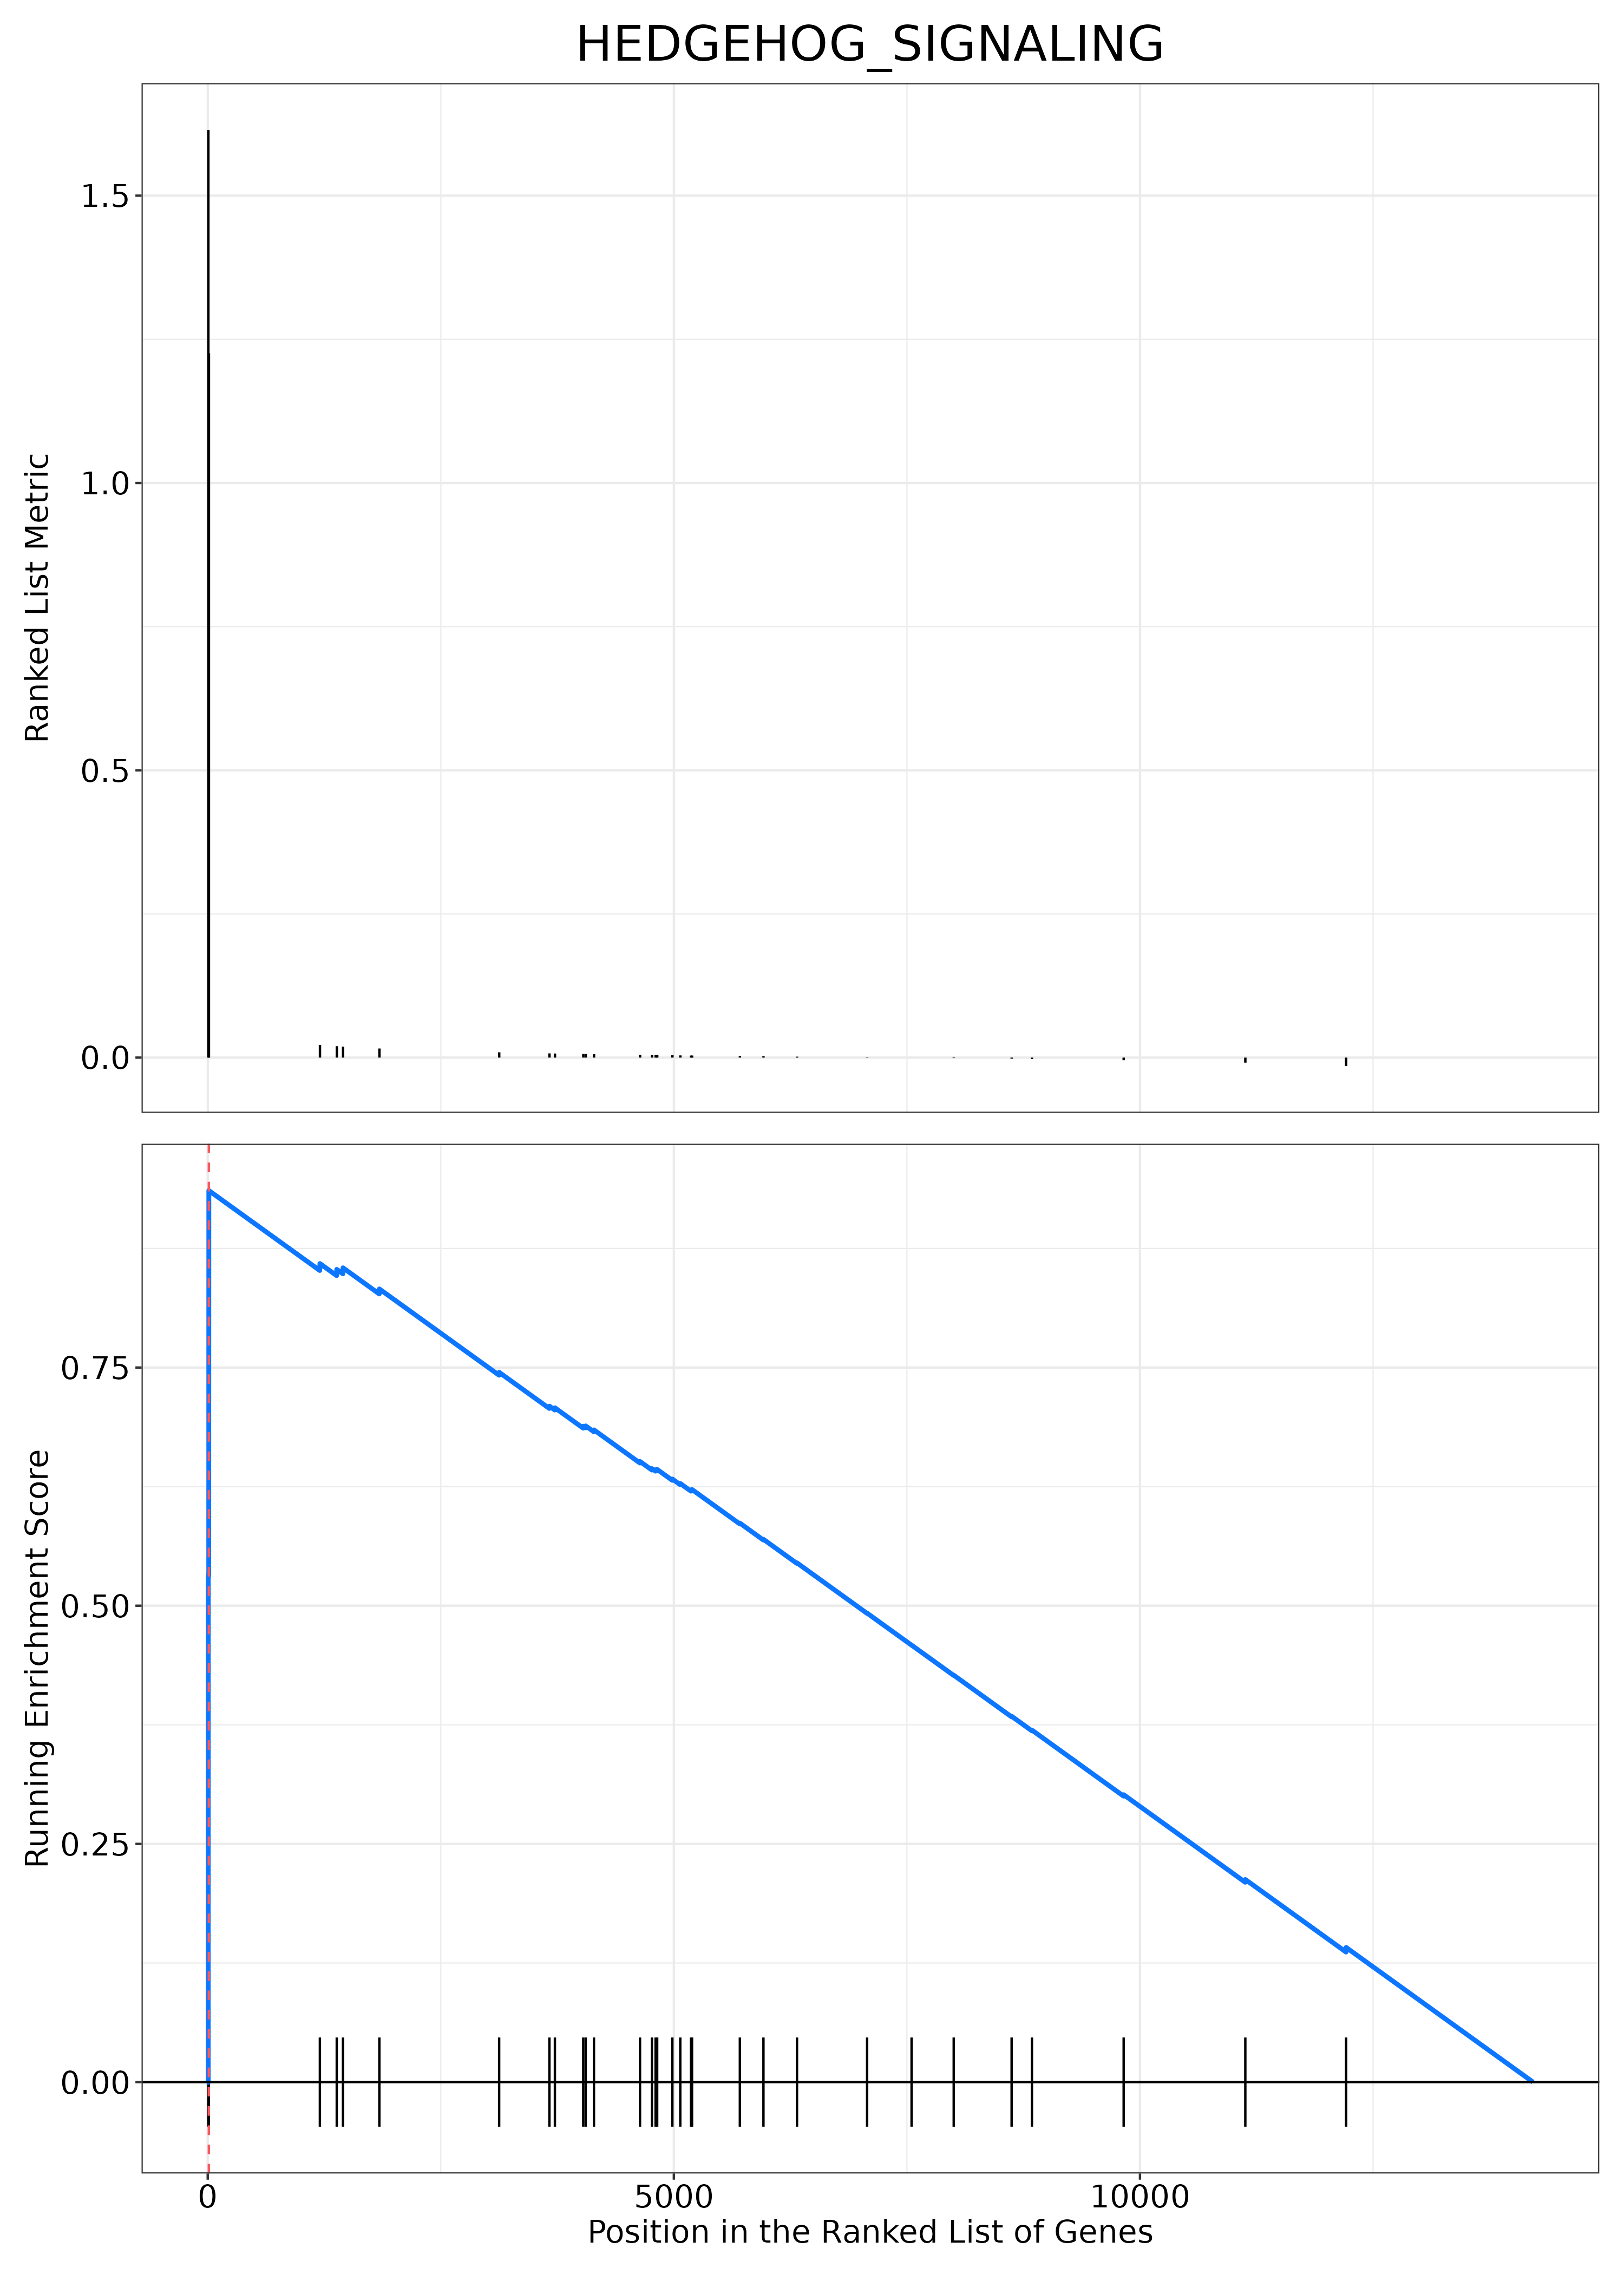 HEDGEHOG_SIGNALING
Ranked List Metric
1.5
1.0
0.5
0.0
Running Enrichment Score
0.75
0.50
0.25
0.00
0 5000 10000
Position in the Ranked List of Genes